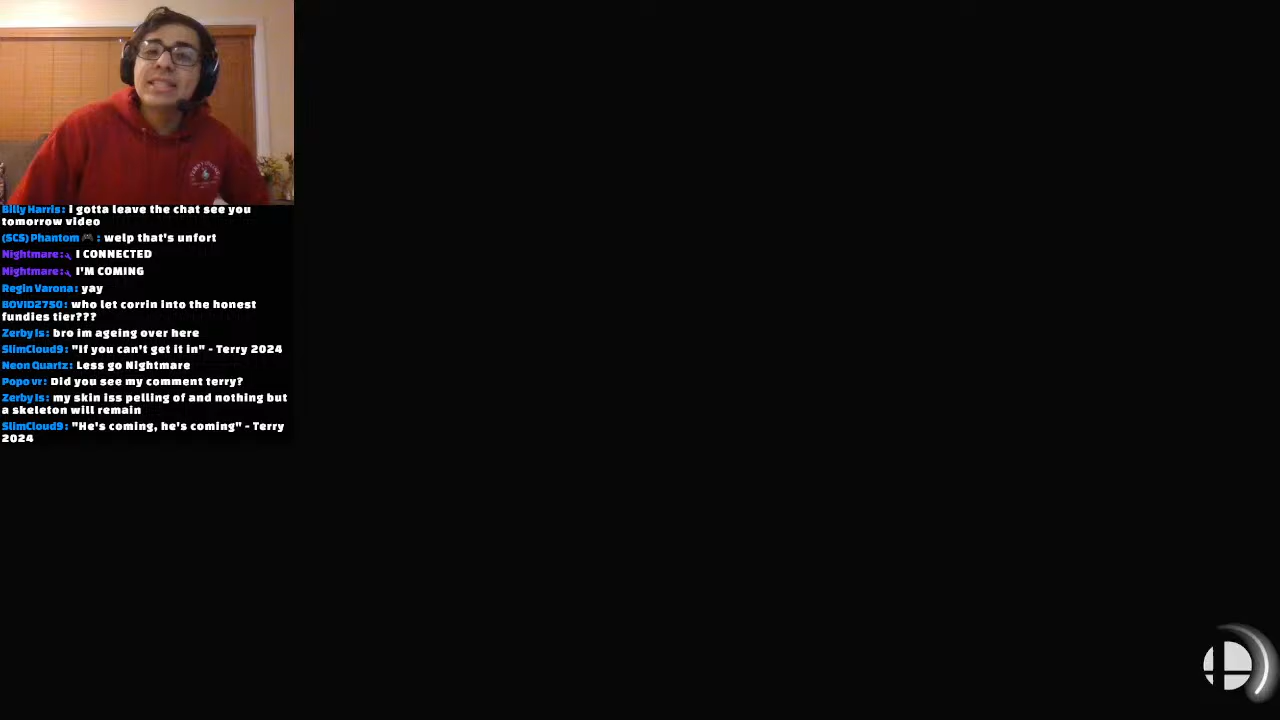 Billy Harris: i gotta leave the chat see you
tomorrow video
(SCS) Phantom 🎮: welp that's unfort
Nightmare: I CONNECTED
Nightmare: I'M COMING
Regin Varona: yay
BOVID2750: who let corrin into the honest
fundies tier???
Zerby Is: bro im ageing over here
SlimCloud9: "If you can't get it in" - Terry 2024
Neon Quartz: Less go Nightmare
Popo vr: Did you see my comment terry?
Zerby Is: my skin iss pelling of and nothing but
a skeleton will remain
SlimCloud9: "He's coming, he's coming" - Terry
2024